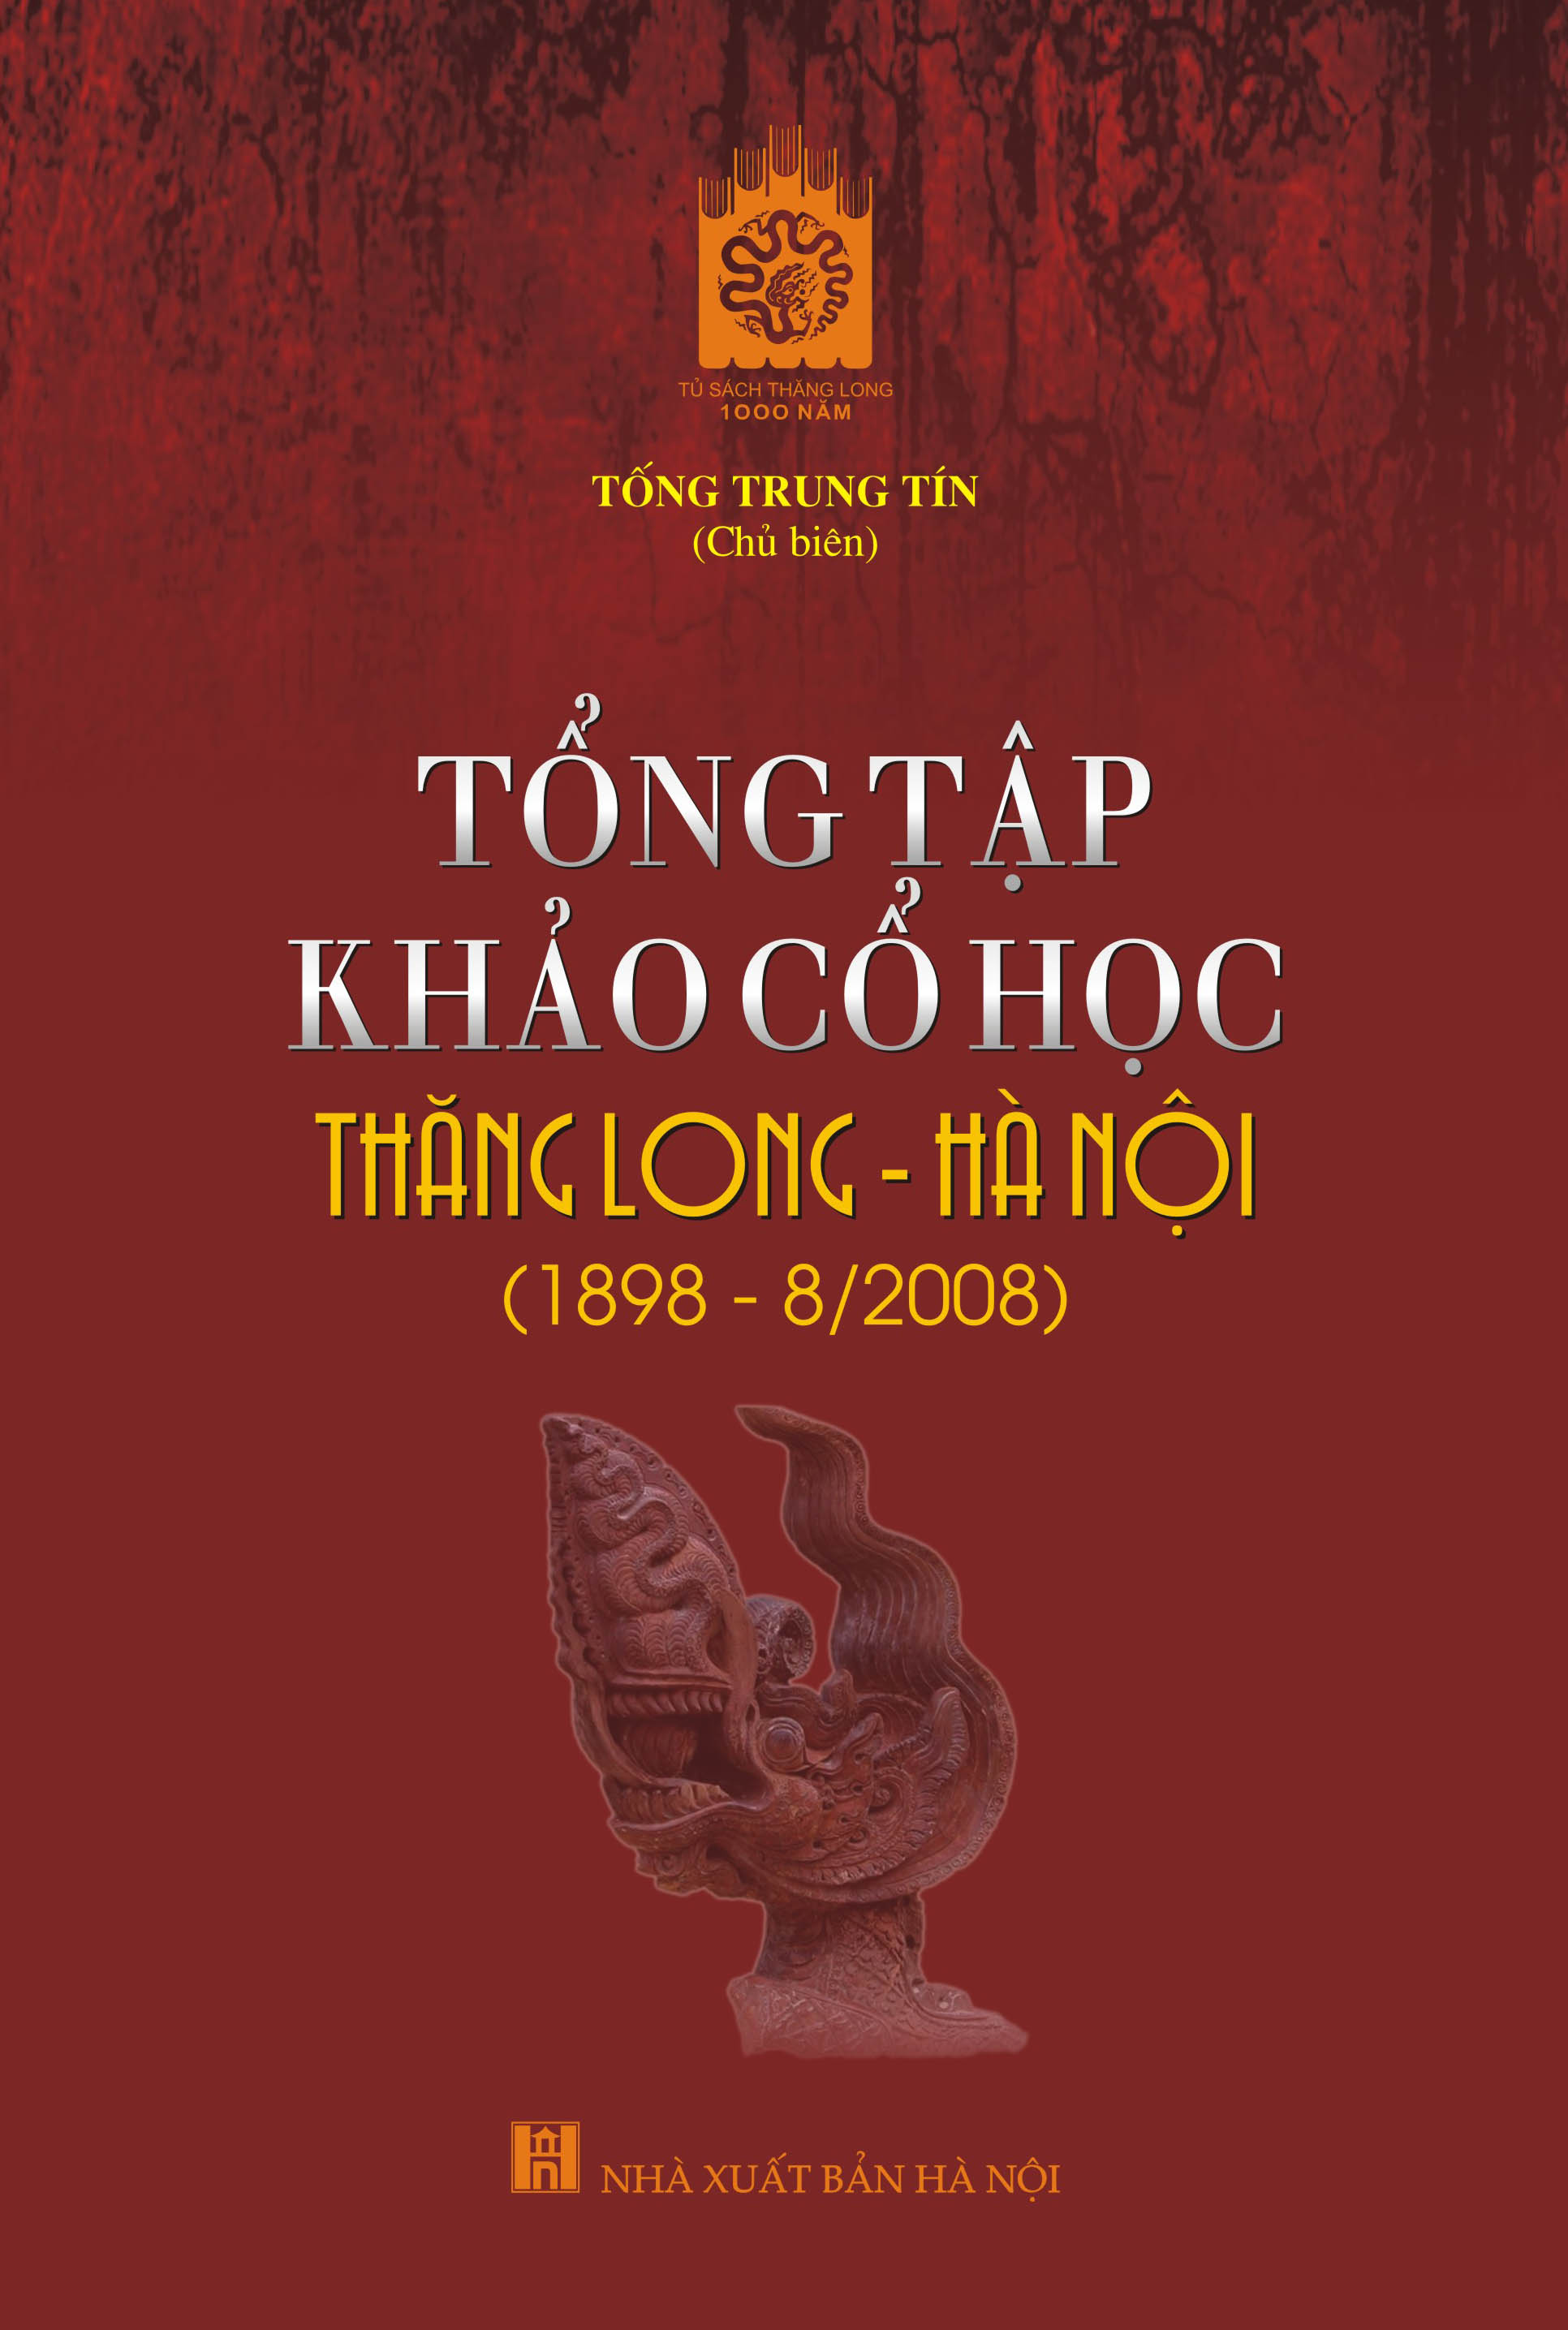 TỦ SÁCH THĂNG LONG
1000 NĂM
TỐNG TRUNG TÍN
(Chủ biên)
TỔNG TẬP
KHẢO CỔ HỌC
THĂNG LONG - HÀ NỘI
(1898 - 8/2008)
NHÀ XUẤT BẢN HÀ NỘI